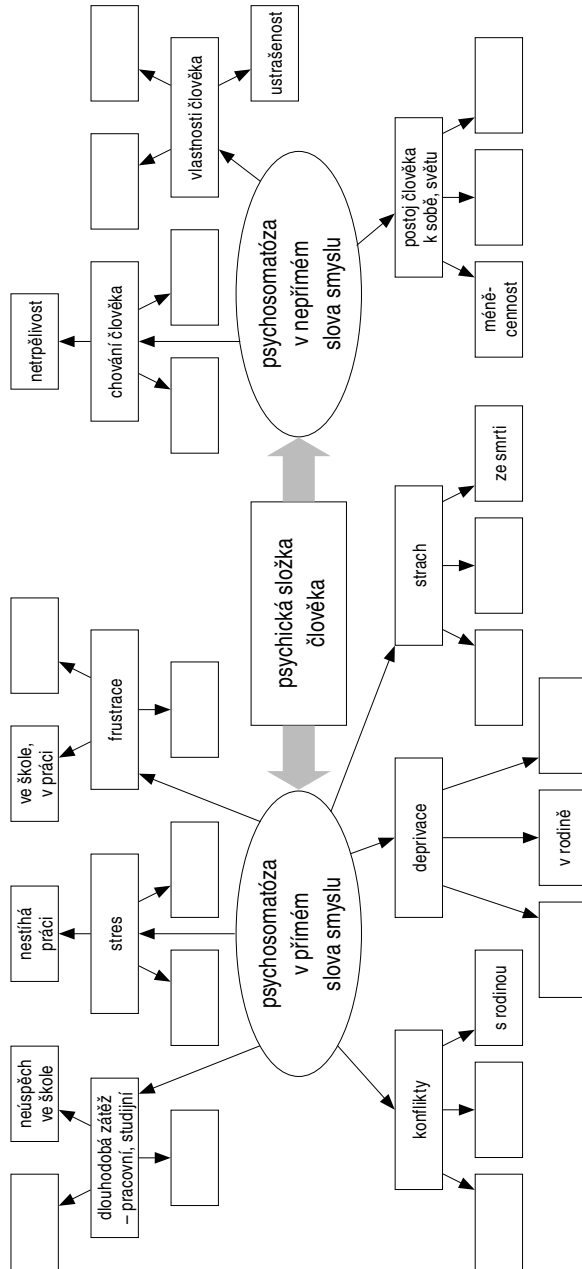 neúspěch
ve škole
dlouhodobá zátěž
– pracovní, studijní
nestíhá
práci
stres
ve škole,
v práci
frustrace
netrpělivost
chování člověka
vlastnosti člověka
ustrašenost
psychosomatóza
v přímém
slova smyslu
psychická složka
člověka
psychosomatóza
v nepřímém
slova smyslu
konflikty
s rodinou
deprivace
v rodině
strach
ze smrti
postoj člověka
k sobě, světu
méně-
cennost